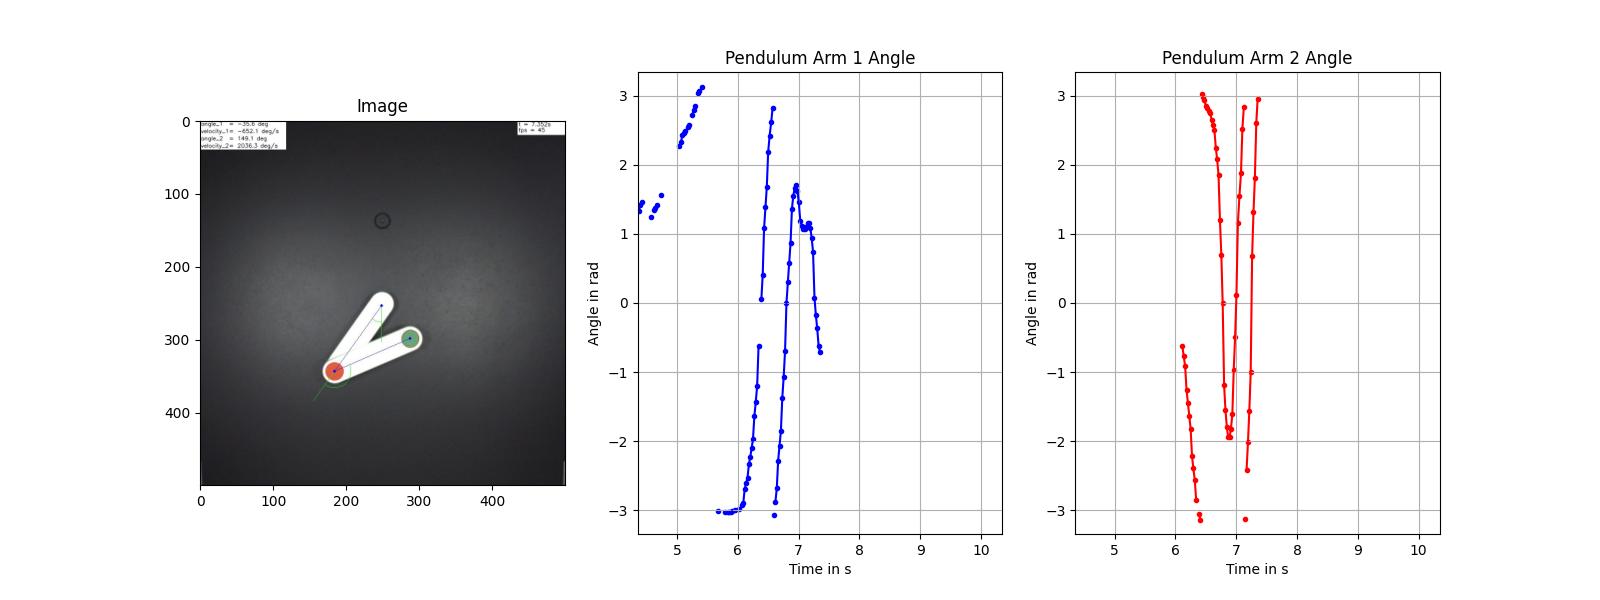 Image
angle_1 = -35.6 deg
velocity_1= -652.1 deg/s
angle_2 = 149.1 deg
velocity_2= 2036.3 deg/s
t = 7.352s
fps = 45
0
100
200
300
400
0 100 200 300 400
Pendulum Arm 1 Angle
Angle in rad
3
2
1
0
−1
−2
−3
5 6 7 8 9 10
Time in s
Pendulum Arm 2 Angle
Angle in rad
3
2
1
0
−1
−2
−3
5 6 7 8 9 10
Time in s